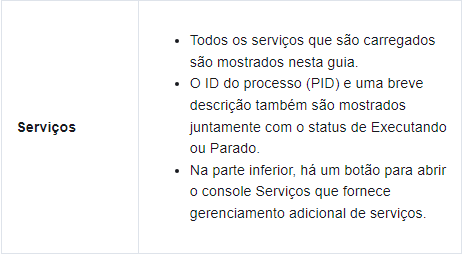 Serviços
• Todos os serviços que são carregados
são mostrados nesta guia.
• O ID do processo (PID) e uma breve
descrição também são mostrados
juntamente com o status de Executando
ou Parado.
• Na parte inferior, há um botão para abrir
o console Serviços que fornece
gerenciamento adicional de serviços.